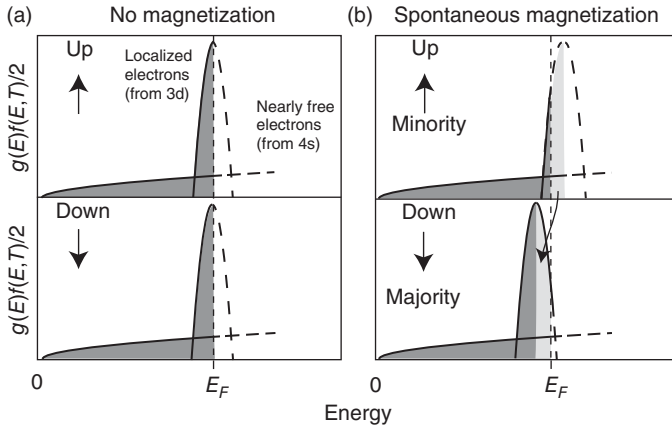 (a) No magnetization
Up
Localized
electrons
(from 3d)
Nearly free
electrons
(from 4s)
g(E)f(E,T)/2
Down
g(E)f(E,T)/2
0
E_F
(b) Spontaneous magnetization
Up
Minority
Down
Majority
0
E_F
Energy